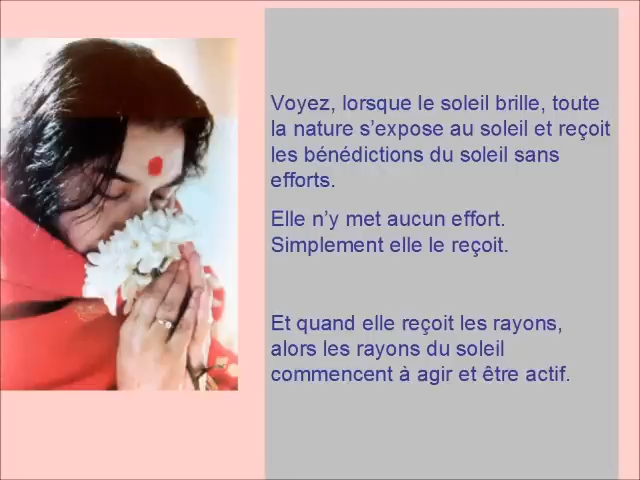 Voyez, lorsque le soleil brille, toute
la nature s’expose au soleil et reçoit
les bénédictions du soleil sans
efforts.
Elle n’y met aucun effort.
Simplement elle le reçoit.
Et quand elle reçoit les rayons,
alors les rayons du soleil
commencent à agir et être actif.